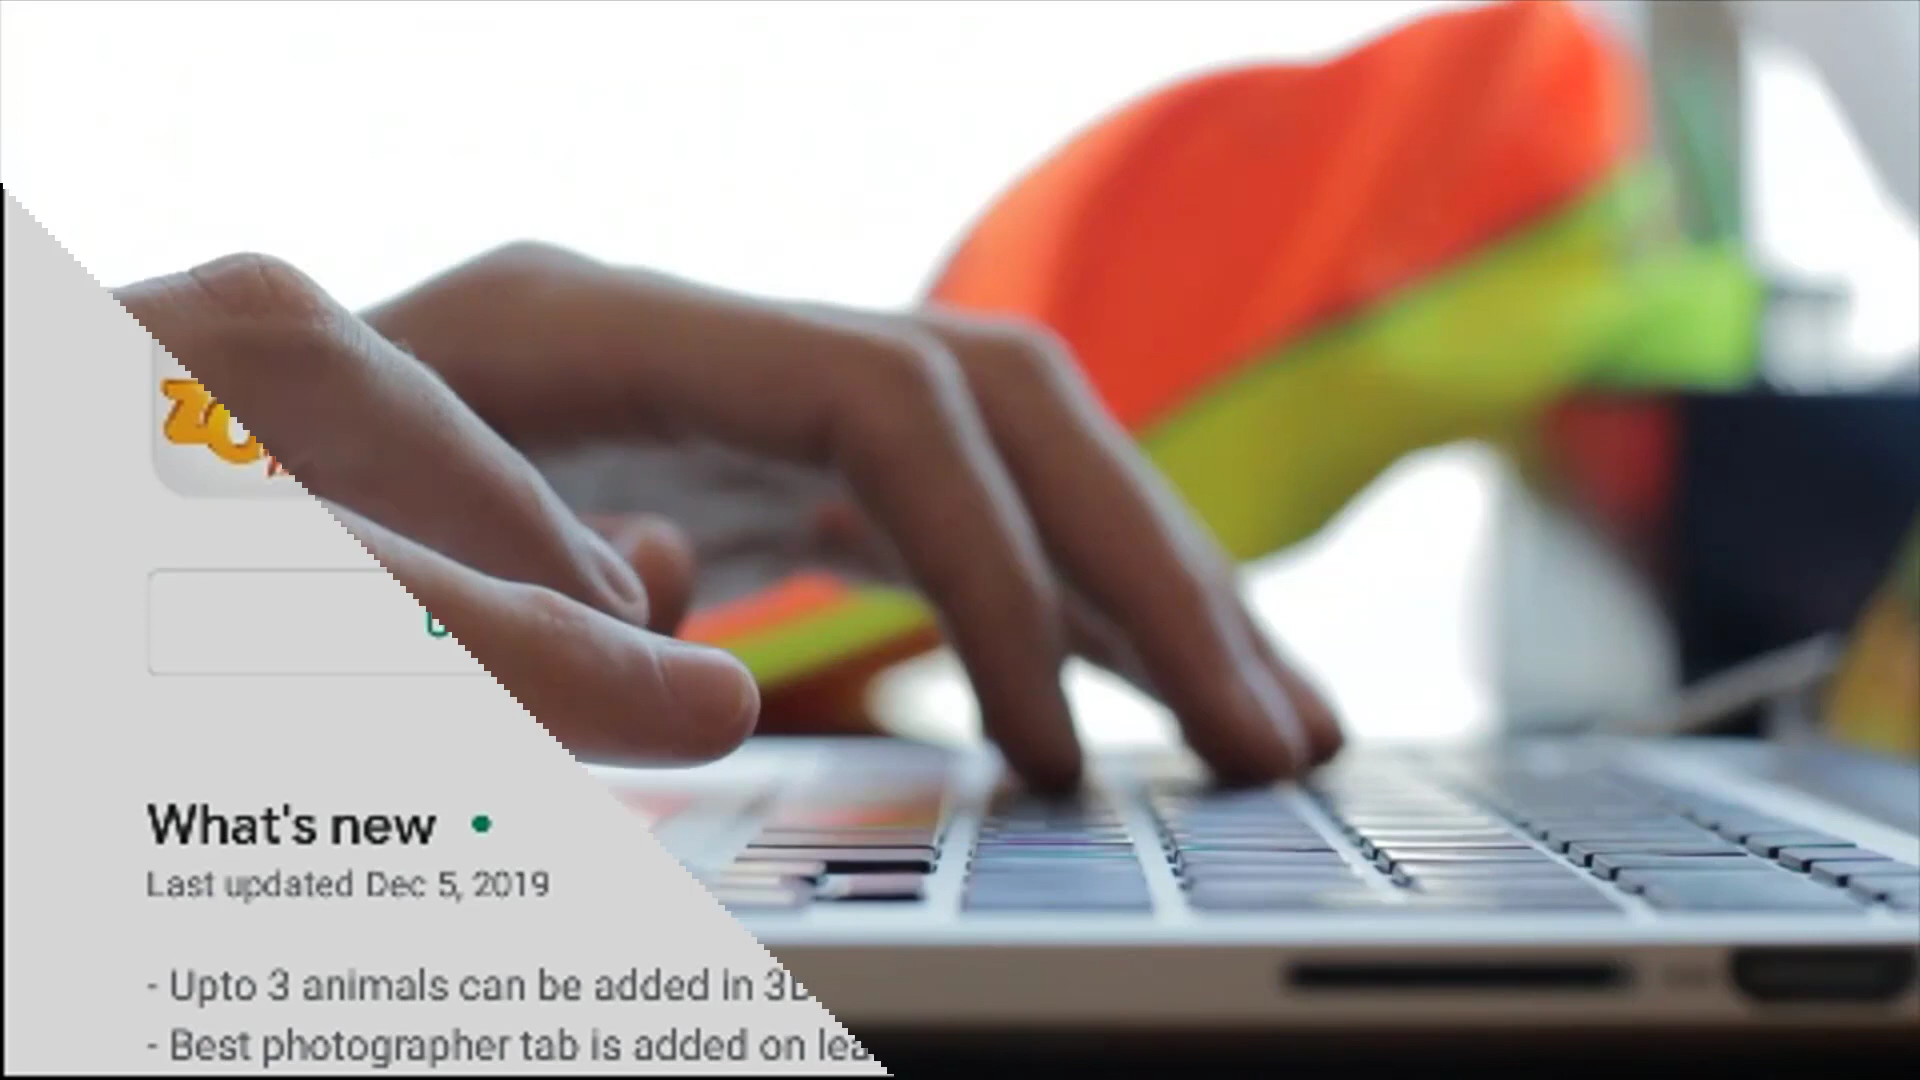 zo
What's new
Last updated Dec 5, 2019
- Upto 3 animals can be added in 3D
- Best photographer tab is added on lea